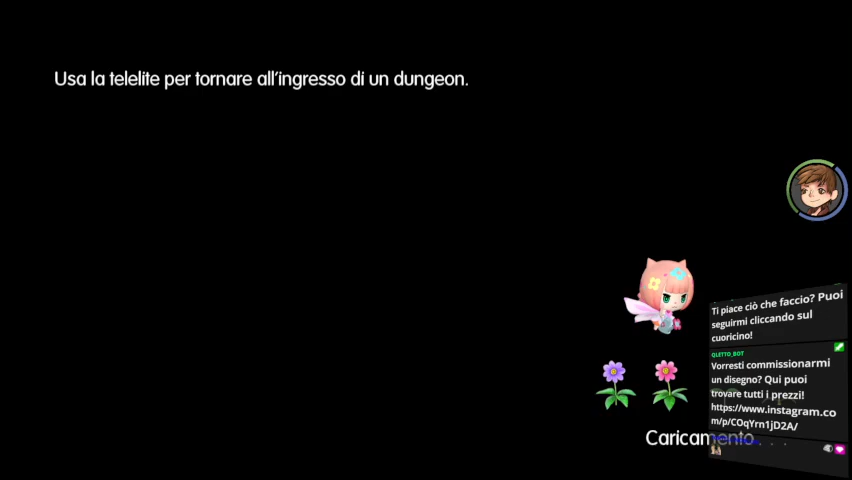 Usa la telelite per tornare all'ingresso di un dungeon.
Ti piace ciò che faccio? Puoi
seguirmi cliccando sul
cuoricino!
QLETTO_BOT
Vorresti commissionarmi
un disegno? Qui puoi
trovare tutti i prezzi!
https://www.instagram.co
m/p/COqYrn1jD2A/
Caricamento...